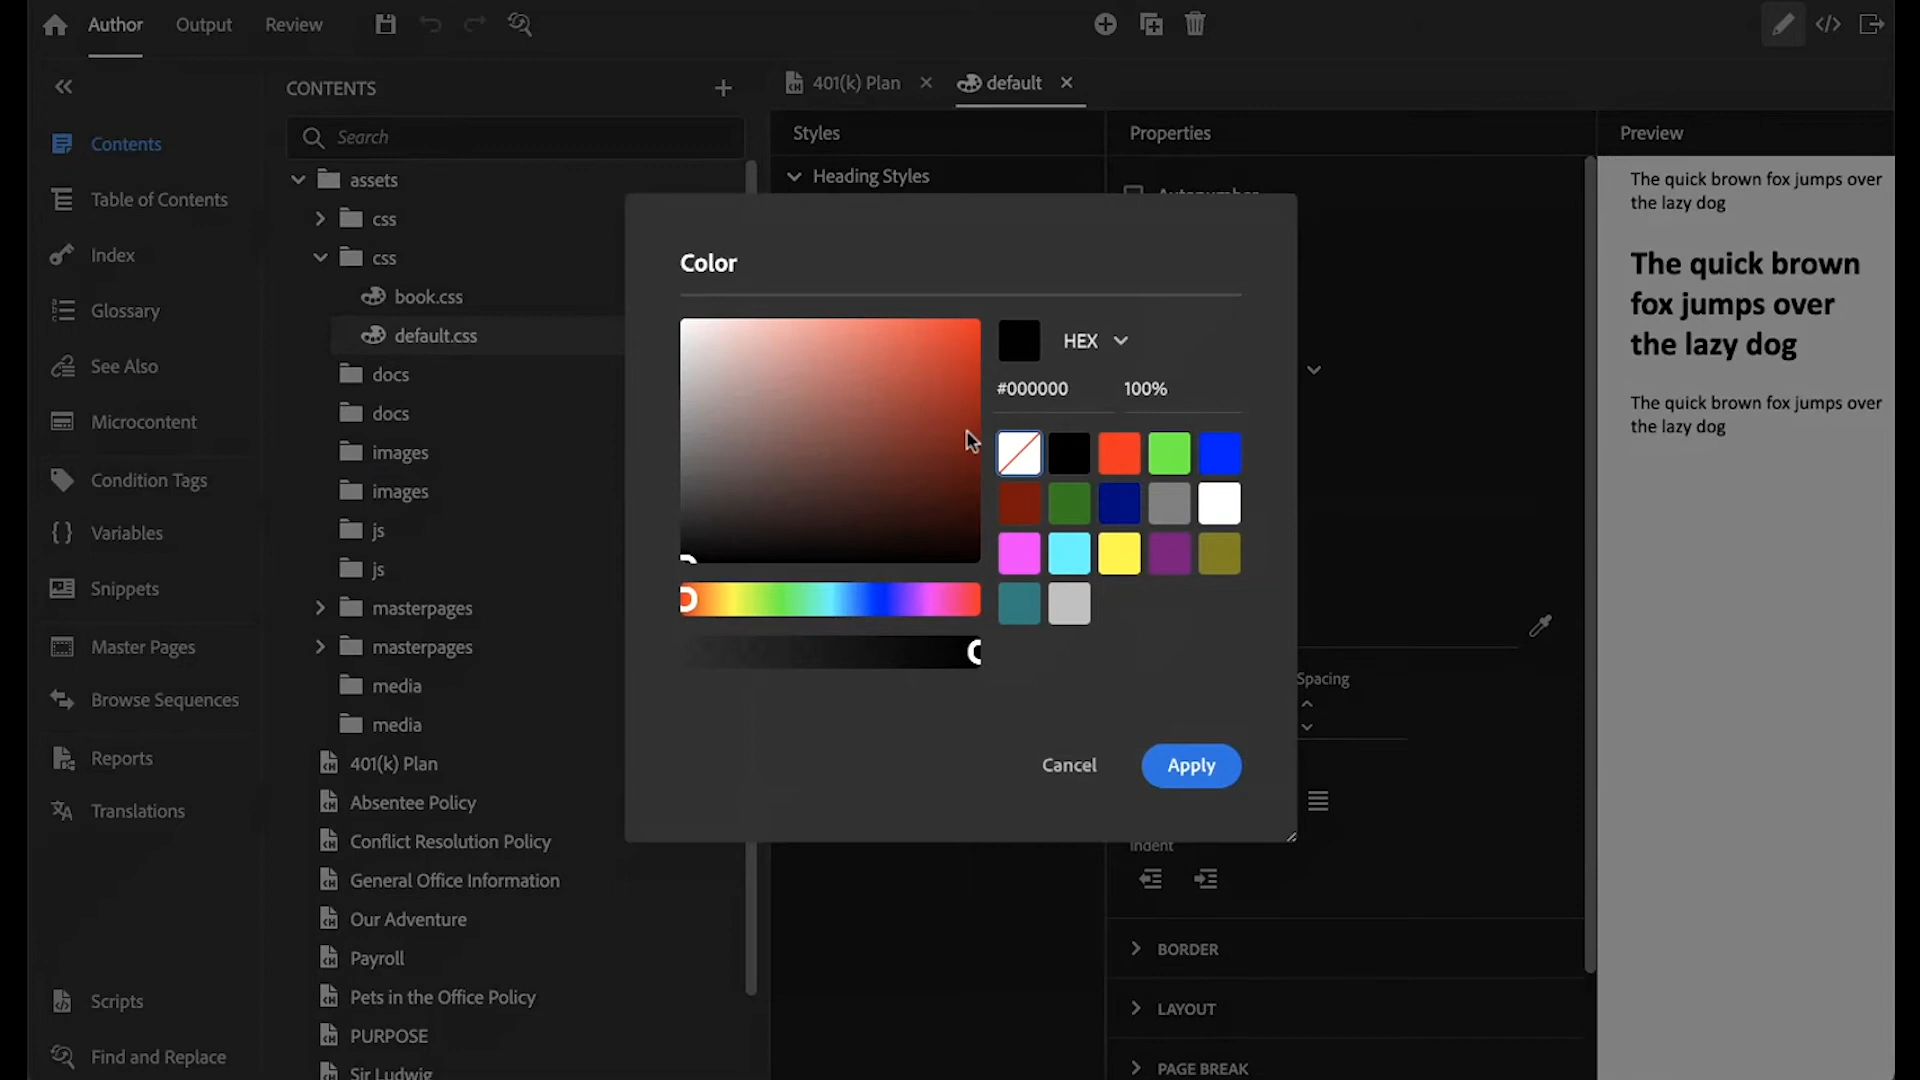 Author
Output
Review
CONTENTS
Search
Contents
Table of Contents
Index
Glossary
See Also
Microcontent
Condition Tags
Variables
Snippets
Master Pages
Browse Sequences
Reports
Translations
Scripts
Find and Replace
assets
css
css
book.css
default.css
docs
docs
images
images
js
js
masterpages
masterpages
media
media
401(k) Plan
Absentee Policy
Conflict Resolution Policy
General Office Information
Our Adventure
Payroll
Pets in the Office Policy
PURPOSE
Sir Ludwig
401(k) Plan
default
Styles
Heading Styles
Properties
Autonumber
Color
HEX
#000000
100%
Cancel
Apply
Spacing
Indent
BORDER
LAYOUT
PAGE BREAK
Preview
The quick brown fox jumps over
the lazy dog
The quick brown
fox jumps over
the lazy dog
The quick brown fox jumps over
the lazy dog